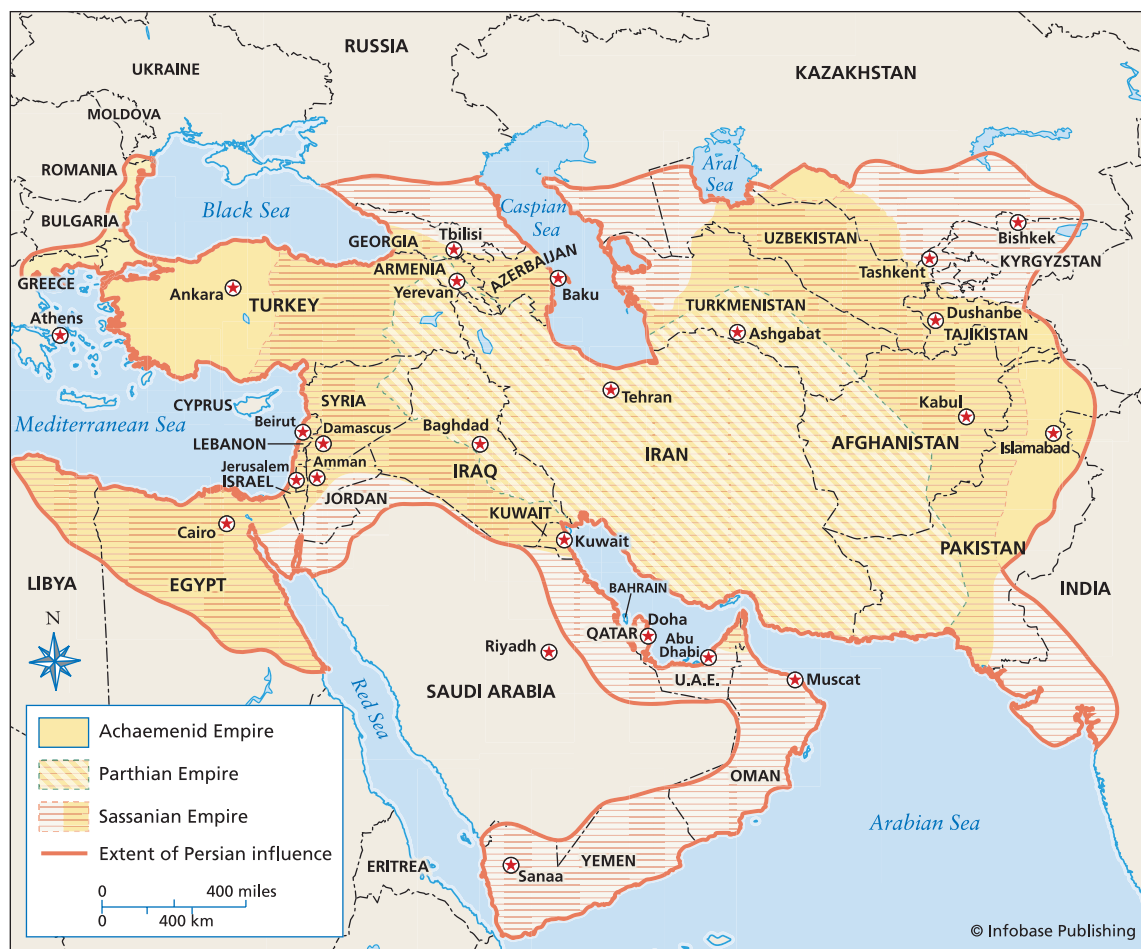 RUSSIA
UKRAINE
KAZAKHSTAN
MOLDOVA
ROMANIA
Aral
Sea
BULGARIA
Black Sea
Caspian
Sea
Bishkek
GEORGIA
Tbilisi
UZBEKISTAN
KYRGYZSTAN
Tashkent
ARMENIA
AZERBAIJAN
Yerevan
Baku
GREECE
Ankara
TURKEY
TURKMENISTAN
Athens
Ashgabat
Dushanbe
TAJIKISTAN
Tehran
CYPRUS
SYRIA
Mediterranean Sea
Beirut
Damascus
Baghdad
Kabul
LEBANON
IRAN
AFGHANISTAN
Islamabad
Jerusalem
Amman
IRAQ
ISRAEL
JORDAN
KUWAIT
Cairo
Kuwait
PAKISTAN
LIBYA
EGYPT
INDIA
BAHRAIN
N
Doha
QATAR
Abu
Dhabi
Riyadh
U.A.E.
Muscat
SAUDI ARABIA
Red Sea
OMAN
Arabian Sea
YEMEN
ERITREA
Sanaa
Achaemenid Empire
Parthian Empire
Sassanian Empire
Extent of Persian influence
0 400 miles
0 400 km
© Infobase Publishing